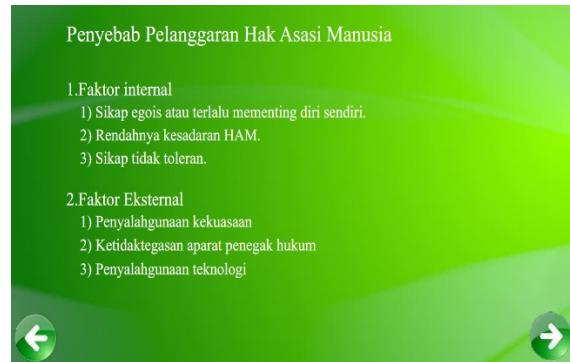 Penyebab Pelanggaran Hak Asasi Manusia
1.Faktor internal
1) Sikap egois atau terlalu mementing diri sendiri.
2) Rendahnya kesadaran HAM.
3) Sikap tidak toleran.
2.Faktor Eksternal
1) Penyalahgunaan kekuasaan
2) Ketidaktegasan aparat penegak hukum
3) Penyalahgunaan teknologi